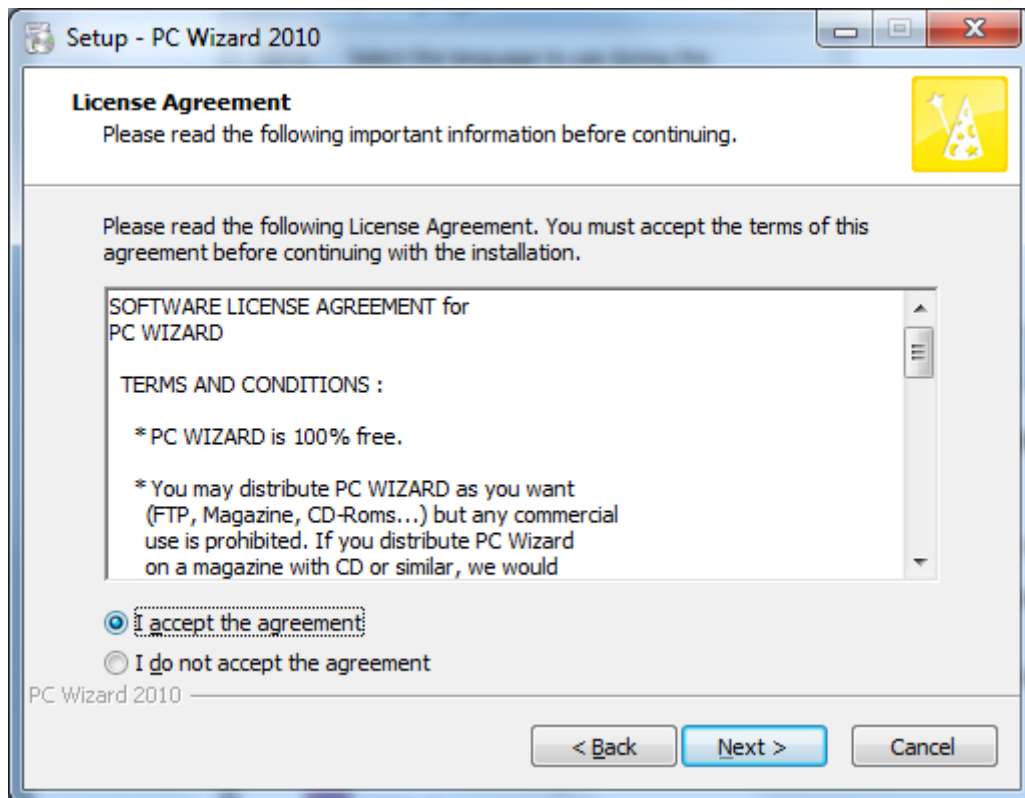 Setup - PC Wizard 2010
License Agreement
Please read the following important information before continuing.
Please read the following License Agreement. You must accept the terms of this
agreement before continuing with the installation.
SOFTWARE LICENSE AGREEMENT for
PC WIZARD
TERMS AND CONDITIONS :
* PC WIZARD is 100% free.
* You may distribute PC WIZARD as you want
(FTP, Magazine, CD-Roms...) but any commercial
use is prohibited. If you distribute PC Wizard
on a magazine with CD or similar, we would
I accept the agreement
I do not accept the agreement
PC Wizard 2010
< Back
Next >
Cancel